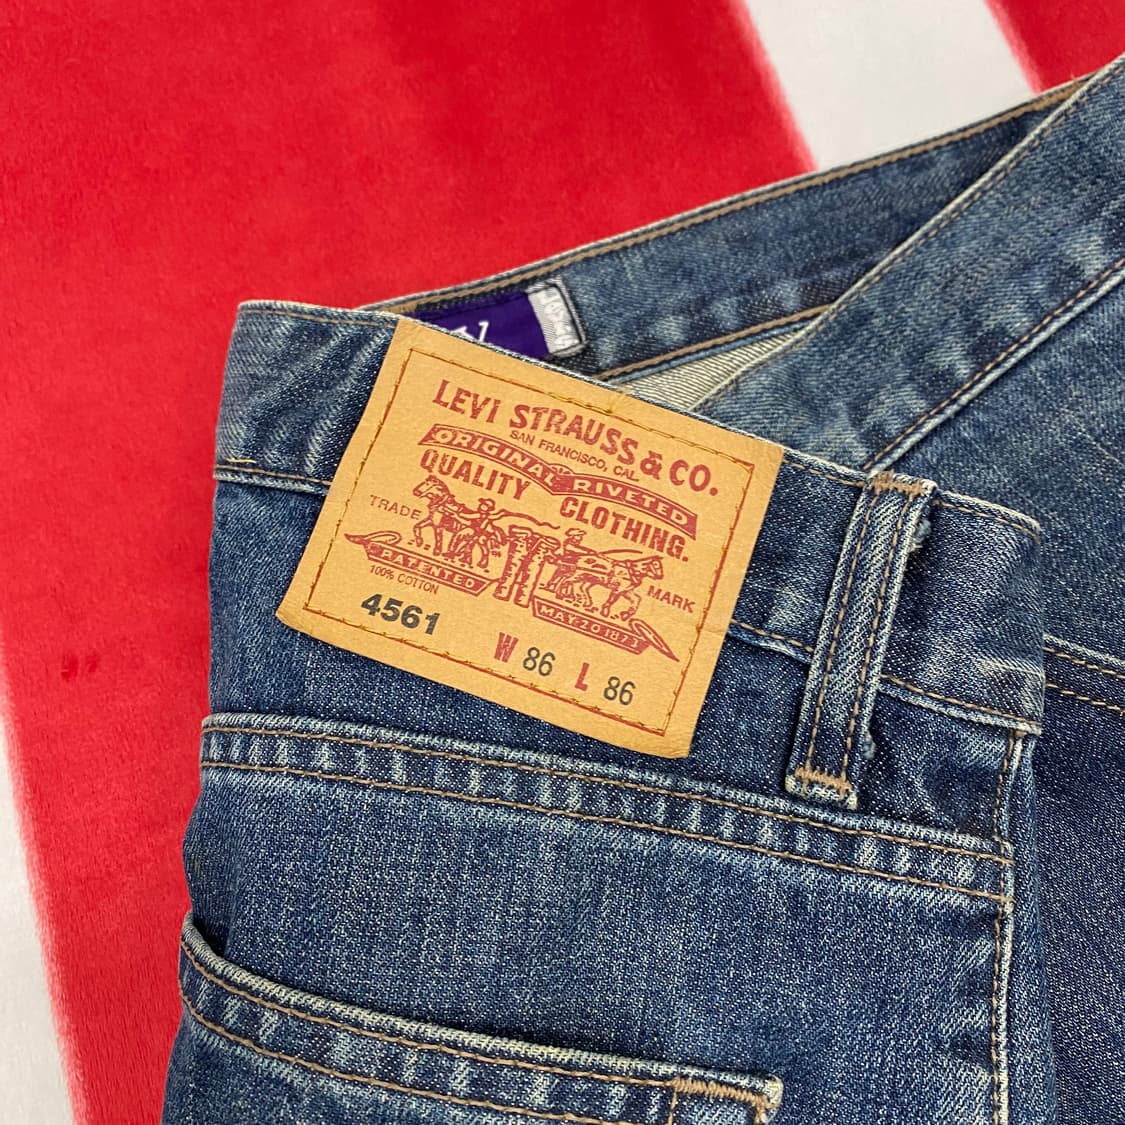 LEVI STRAUSS & CO.
SAN FRANCISCO, CAL.
ORIGINAL RIVETED
QUALITY CLOTHING.
TRADE MARK
PATENTED MAY 20 1873
100% COTTON
4561
W 86 L 86